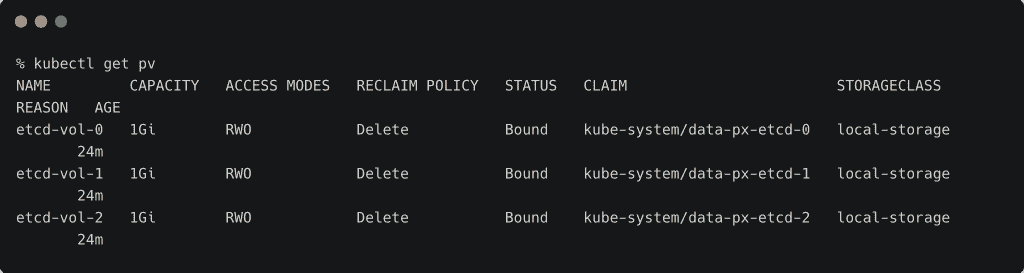 % kubectl get pv
NAME         CAPACITY   ACCESS MODES   RECLAIM POLICY   STATUS   CLAIM                        STORAGECLASS
REASON   AGE
etcd-vol-0   1Gi        RWO            Delete           Bound    kube-system/data-px-etcd-0   local-storage
       24m
etcd-vol-1   1Gi        RWO            Delete           Bound    kube-system/data-px-etcd-1   local-storage
       24m
etcd-vol-2   1Gi        RWO            Delete           Bound    kube-system/data-px-etcd-2   local-storage
       24m